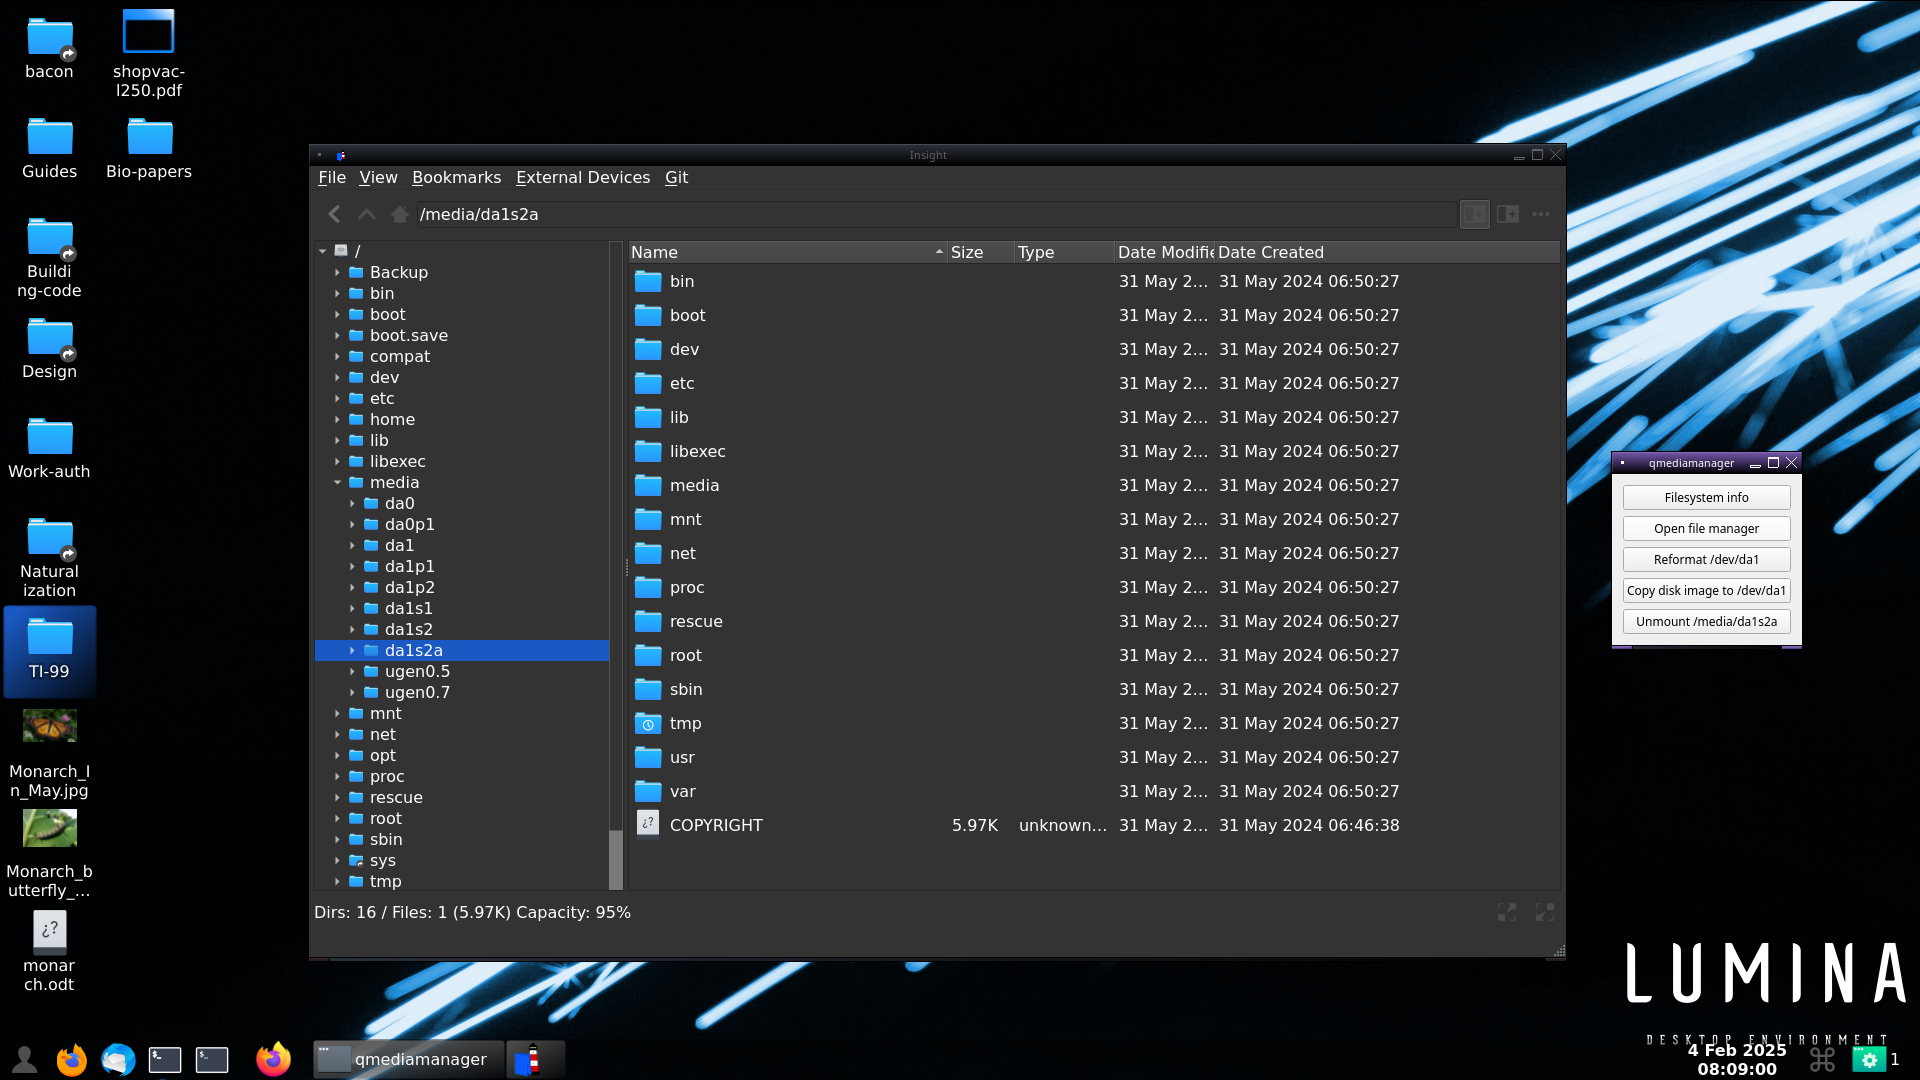 bacon
shopvac-
l250.pdf
Guides
Bio-papers
Buildi
ng-code
Design
Work-auth
Natural
ization
TI-99
Monarch_I
n_May.jpg
Monarch_b
utterfly_...
monar
ch.odt
Insight
File View Bookmarks External Devices Git
/media/da1s2a
/
Backup
bin
boot
boot.save
compat
dev
etc
home
lib
libexec
media
da0
da0p1
da1
da1p1
da1p2
da1s1
da1s2
da1s2a
ugen0.5
ugen0.7
mnt
net
opt
proc
rescue
root
sbin
sys
tmp
Name Size Type Date Modifie Date Created
bin 31 May 2... 31 May 2024 06:50:27
boot 31 May 2... 31 May 2024 06:50:27
dev 31 May 2... 31 May 2024 06:50:27
etc 31 May 2... 31 May 2024 06:50:27
lib 31 May 2... 31 May 2024 06:50:27
libexec 31 May 2... 31 May 2024 06:50:27
media 31 May 2... 31 May 2024 06:50:27
mnt 31 May 2... 31 May 2024 06:50:27
net 31 May 2... 31 May 2024 06:50:27
proc 31 May 2... 31 May 2024 06:50:27
rescue 31 May 2... 31 May 2024 06:50:27
root 31 May 2... 31 May 2024 06:50:27
sbin 31 May 2... 31 May 2024 06:50:27
tmp 31 May 2... 31 May 2024 06:50:27
usr 31 May 2... 31 May 2024 06:50:27
var 31 May 2... 31 May 2024 06:50:27
¿? COPYRIGHT 5.97K unknown... 31 May 2... 31 May 2024 06:46:38
Dirs: 16 / Files: 1 (5.97K) Capacity: 95%
qmediamanager
Filesystem info
Open file manager
Reformat /dev/da1
Copy disk image to /dev/da1
Unmount /media/da1s2a
¿?
LUMINA
DESKTOP ENVIRONMENT
qmediamanager
4 Feb 2025
08:09:00
1